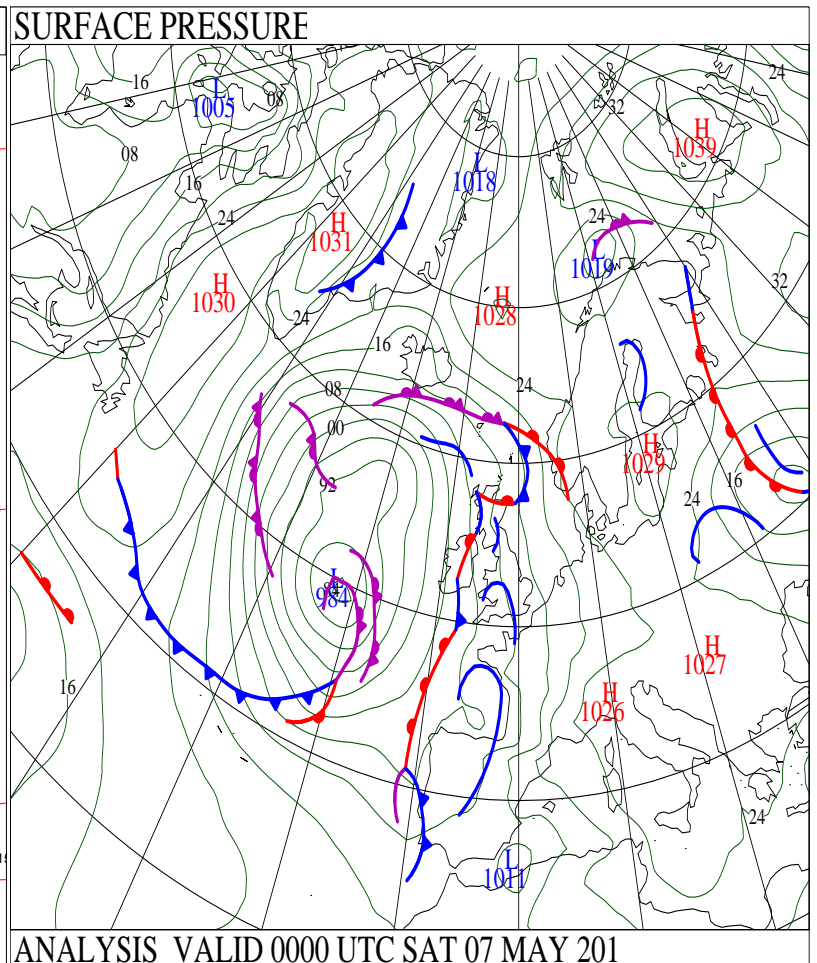 SURFACE PRESSURE
24
16
L
1005
08
32
H
1039
08
L
1018
16
24
24
H
1031
L
1019
H
1030
32
H
1028
24
16
08
24
00
H
1029
92
16
24
L
984
H
1027
16
H
1026
24
L
1011
ANALYSIS VALID 0000 UTC SAT 07 MAY 201